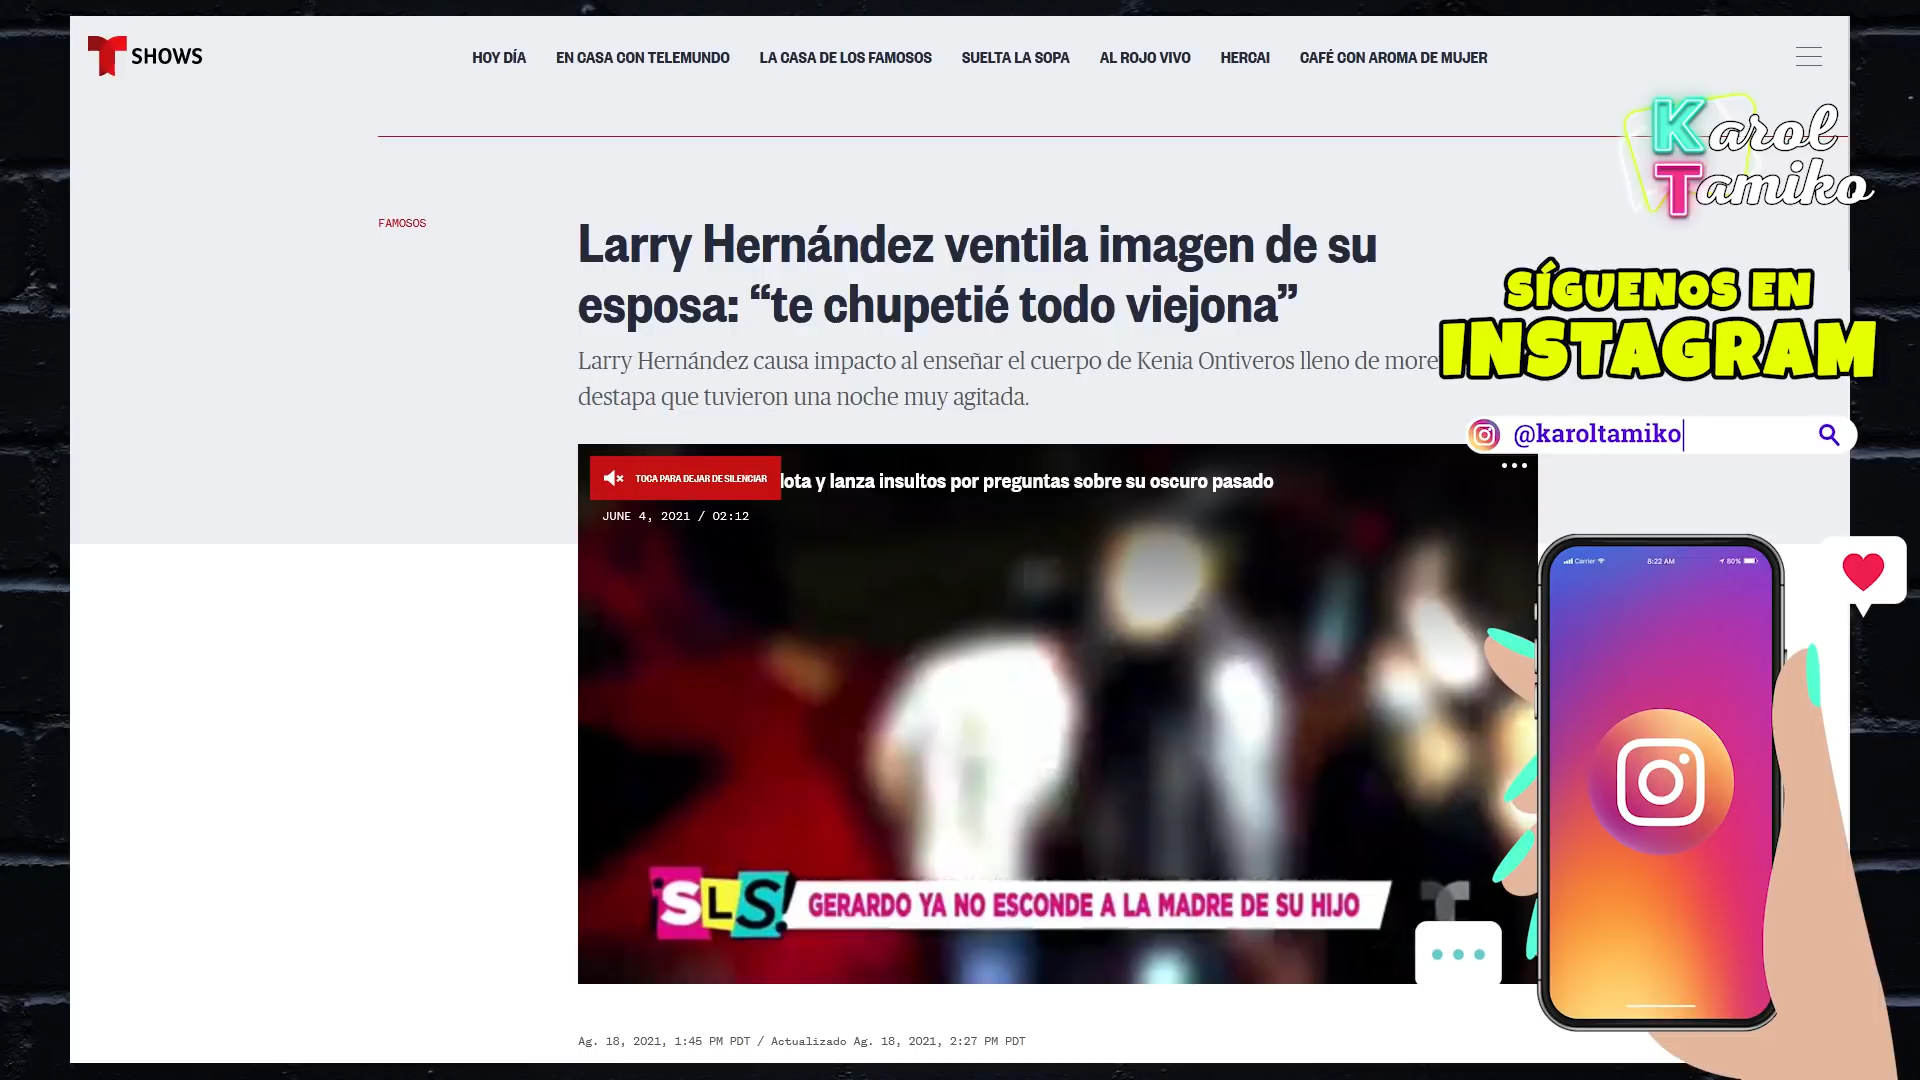 SHOWS
HOY DÍA EN CASA CON TELEMUNDO LA CASA DE LOS FAMOSOS SUELTA LA SOPA AL ROJO VIVO HERCAI CAFÉ CON AROMA DE MUJER
Karol
Tamiko
FAMOSOS
Larry Hernández ventila imagen de su
esposa: “te chupetié todo viejona”
Larry Hernández causa impacto al enseñar el cuerpo de Kenia Ontiveros lleno de more
destapa que tuvieron una noche muy agitada.
SÍGUENOS EN
INSTAGRAM
@karoltamiko
TOCA PARA DEJAR DE SILENCIAR
lota y lanza insultos por preguntas sobre su oscuro pasado
JUNE 4, 2021 / 02:12
Carrier 8:22 AM 80%
¡SLS!
GERARDO YA NO ESCONDE A LA MADRE DE SU HIJO
Ag. 18, 2021, 1:45 PM PDT / Actualizado Ag. 18, 2021, 2:27 PM PDT